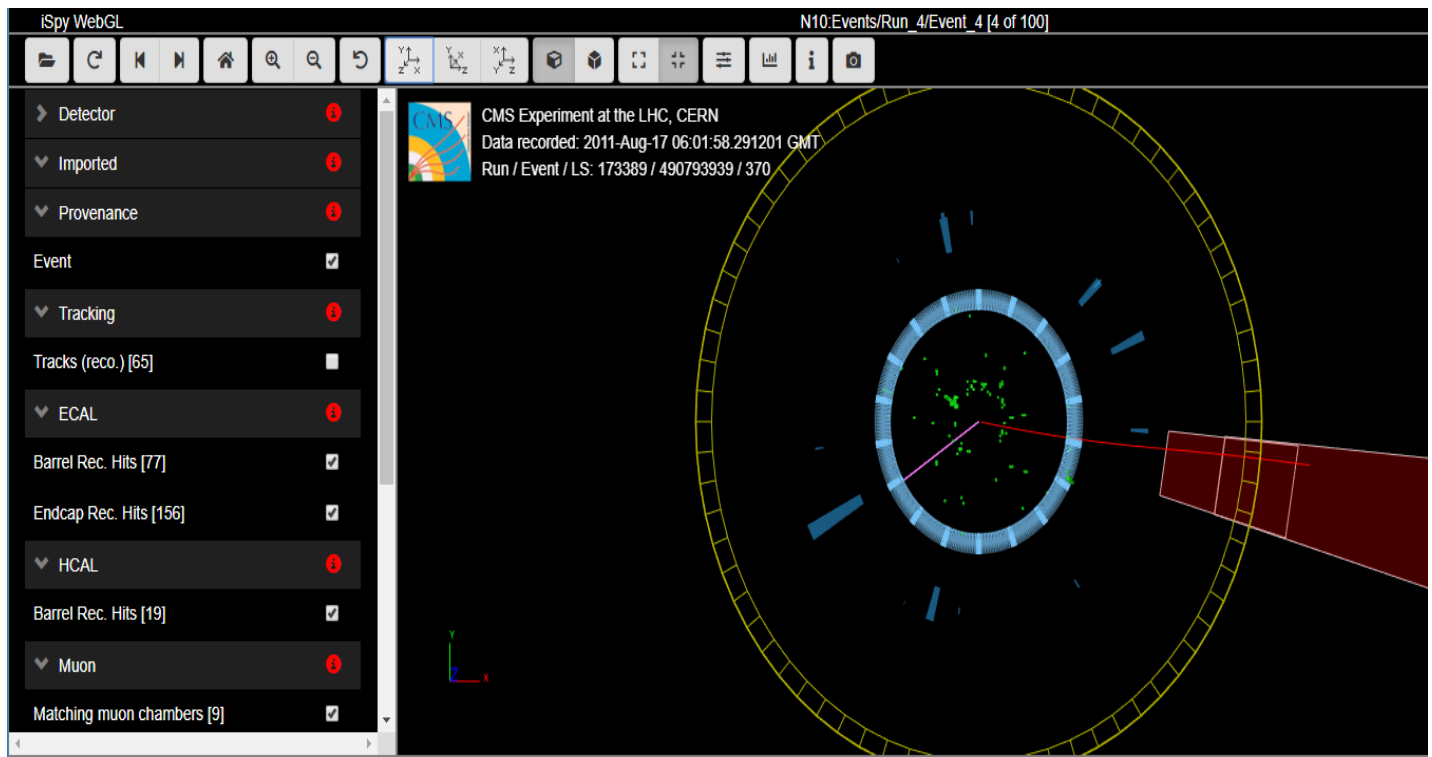 iSpy WebGL
N10:Events/Run_4/Event_4 [4 of 100]
Y
Z X
Y X
Z
X
Y Z
Detector
Imported
Provenance
Event
Tracking
Tracks (reco.) [65]
ECAL
Barrel Rec. Hits [77]
Endcap Rec. Hits [156]
HCAL
Barrel Rec. Hits [19]
Muon
Matching muon chambers [9]
CMS
CMS Experiment at the LHC, CERN
Data recorded: 2011-Aug-17 06:01:58.291201 GMT
Run / Event / LS: 173389 / 490793939 / 370
Y
Z X